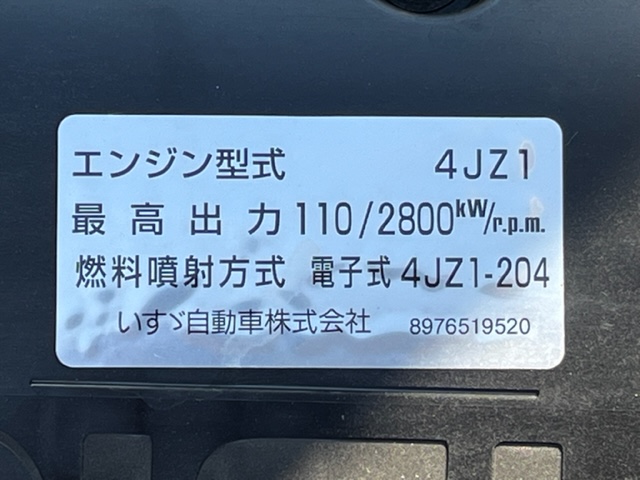 エンジン型式 4JZ1
最高出力 110/2800kW/r.p.m.
燃料噴射方式 電子式 4JZ1-204
いすゞ自動車株式会社 8976519520